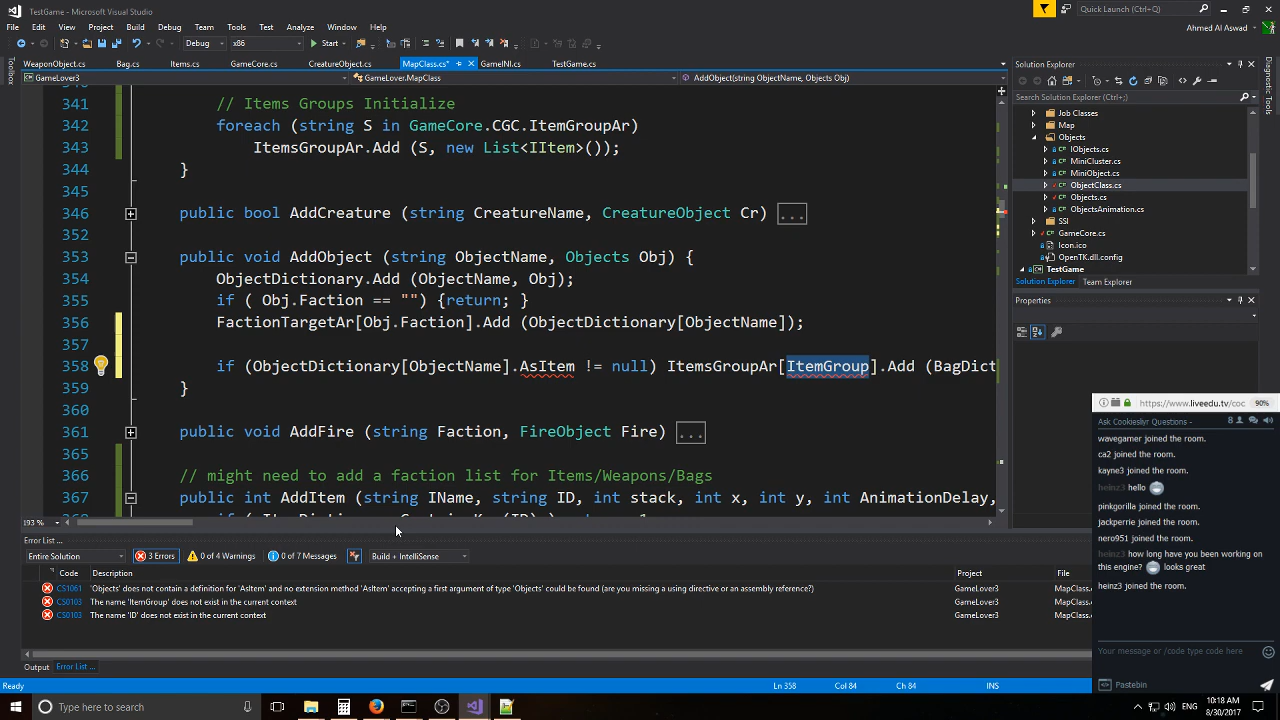 TestGame - Microsoft Visual Studio
Quick Launch (Ctrl+Q)
File Edit View Project Build Debug Team Tools Test Analyze Window Help
Ahmed Al Aswad
Debug x86 Start
WeaponObject.cs Bag.cs Items.cs GameCore.cs CreatureObject.cs MapClass.cs* GameNI.cs TestGame.cs
GameLover3 GameLover.MapClass AddObject(string ObjectName, Objects Obj)
Toolbox
341 // Items Groups Initialize
342 foreach (string S in GameCore.CGC.ItemGroupAr)
343 ItemsGroupAr.Add (S, new List<IItem>());
344 }
345
346 public bool AddCreature (string CreatureName, CreatureObject Cr) ...
352
353 public void AddObject (string ObjectName, Objects Obj) {
354 ObjectDictionary.Add (ObjectName, Obj);
355 if ( Obj.Faction == "") {return; }
356 FactionTargetAr[Obj.Faction].Add (ObjectDictionary[ObjectName]);
357
358 if (ObjectDictionary[ObjectName].AsItem != null) ItemsGroupAr[ItemGroup].Add (BagDict
359 }
360
361 public void AddFire (string Faction, FireObject Fire) ...
365
366 // might need to add a faction list for Items/Weapons/Bags
367 public int AddItem (string IName, string ID, int stack, int x, int y, int AnimationDelay,
193 %
Solution Explorer
Search Solution Explorer (Ctrl+;)
Job Classes
Map
Objects
IObjects.cs
MiniCluster.cs
MiniObject.cs
ObjectClass.cs
Objects.cs
ObjectsAnimation.cs
SSI
GameCore.cs
Icon.ico
OpenTK.dll.config
TestGame
Solution Explorer Team Explorer
Properties
Diagnostic Tools
Error List ...
Entire Solution 3 Errors 0 of 4 Warnings 0 of 7 Messages Build + IntelliSense
Code Description Project File
CS1061 'Objects' does not contain a definition for 'AsItem' and no extension method 'AsItem' accepting a first argument of type 'Objects' could be found (are you missing a using directive or an assembly reference?) GameLover3 MapClass.cs
CS0103 The name 'ItemGroup' does not exist in the current context GameLover3 MapClass.cs
CS0103 The name 'ID' does not exist in the current context GameLover3 MapClass.cs
Output Error List ...
Ready Ln 358 Col 84 Ch 84 INS
https://www.liveedu.tv/coc 90%
Ask Cookiesliyr Questions - 8 1
wavegamer joined the room.
ca2 joined the room.
kayne3 joined the room.
heinz3 hello
pinkgorilla joined the room.
jackperrie joined the room.
nero951 joined the room.
heinz3 how long have you been working on
this engine? looks great
heinz3 joined the room.
Your message / or code type code here
Pastebin
Type here to search
ENG
10:18 AM
8/30/2017